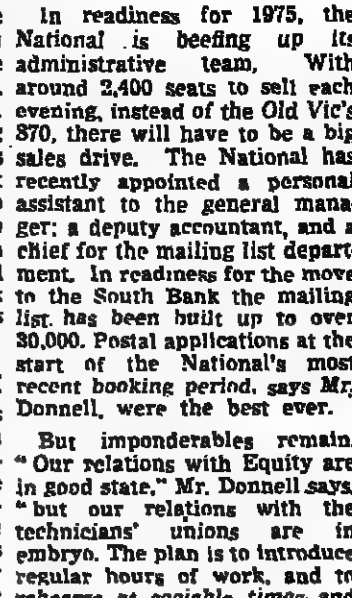 In readiness for 1975, the
National is beefing up its
administrative team, With
around 2,400 seats to sell each
evening, instead of the Old Vic's
870, there will have to be a big
sales drive. The National has
recently appointed a personal
assistant to the general mana-
ger; a deputy accountant, and a
chief for the mailing list depart-
ment. In readiness for the move
to the South Bank the mailing
list. has been built up to over
30,000. Postal applications at the
start of the National's most
recent booking period, says Mr.
Donnell, were the best ever.
But imponderables remain.
"Our relations with Equity are
in good state," Mr. Donnell says,
"but our relations with the
technicians' unions are in
embryo. The plan is to introduce
regular hours of work, and to
rehearse at sociable times and